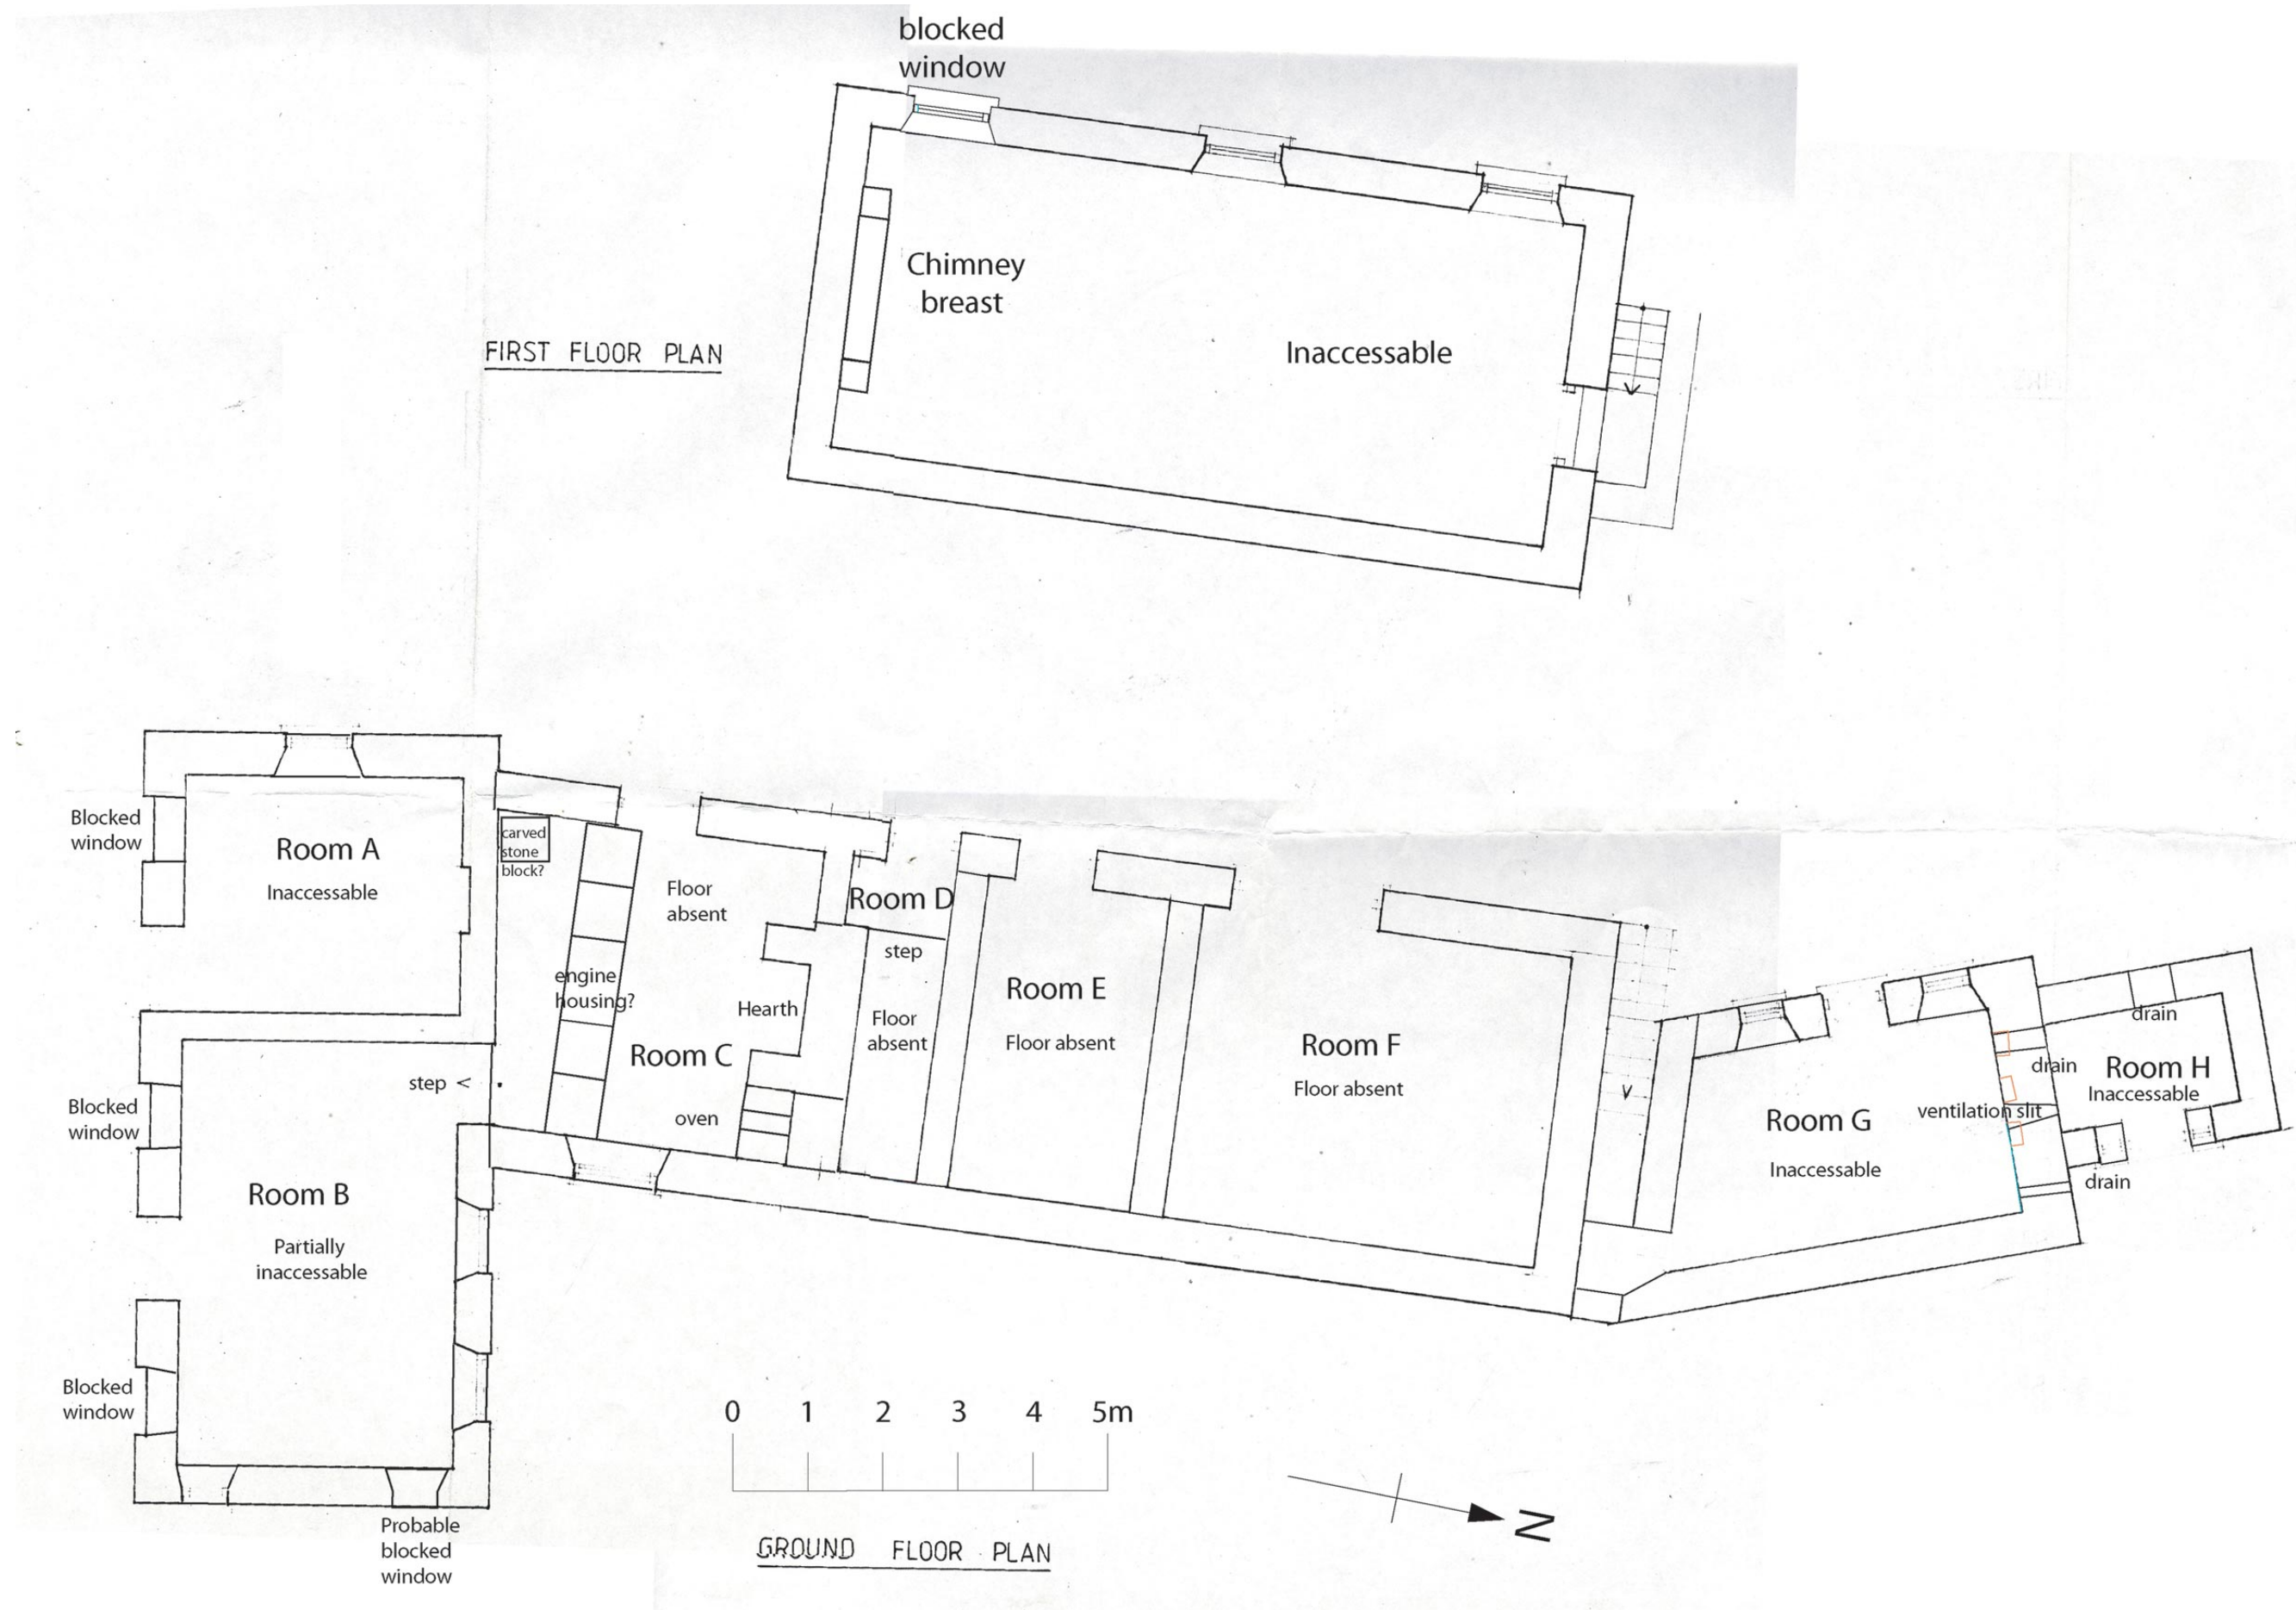 blocked
window
Chimney
breast
Inaccessable
FIRST FLOOR PLAN
Blocked
window
Room A
Inaccessable
carved
stone
block?
Floor
absent
engine
housing?
Hearth
Room C
oven
Room D
step
Floor
absent
Room E
Floor absent
Room F
Floor absent
Room G
Inaccessable
ventilation slit
drain
drain
Room H
Inaccessable
drain
step <
Blocked
window
Room B
Partially
inaccessable
Blocked
window
Probable
blocked
window
0 1 2 3 4 5m
GROUND FLOOR PLAN
N